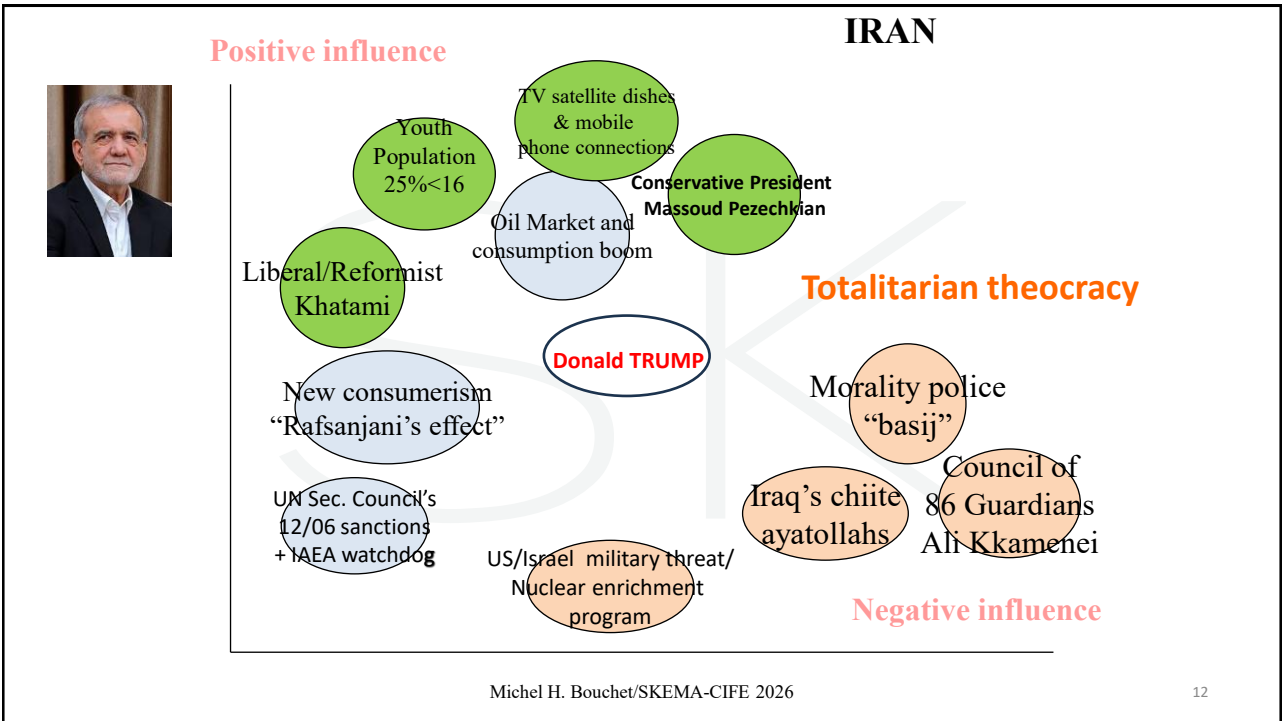 IRAN
Positive influence
TV satellite dishes
& mobile
phone connections
Youth
Population
25%<16
Conservative President
Massoud Pezechkian
Oil Market and
consumption boom
Liberal/Reformist
Khatami
Totalitarian theocracy
Donald TRUMP
New consumerism
“Rafsanjani’s effect”
Morality police
“basij”
UN Sec. Council’s
12/06 sanctions
+ IAEA watchdog
Iraq’s chiite
ayatollahs
Council of
86 Guardians
Ali Kkamenei
US/Israel military threat/
Nuclear enrichment
program
Negative influence
Michel H. Bouchet/SKEMA-CIFE 2026
12
SK